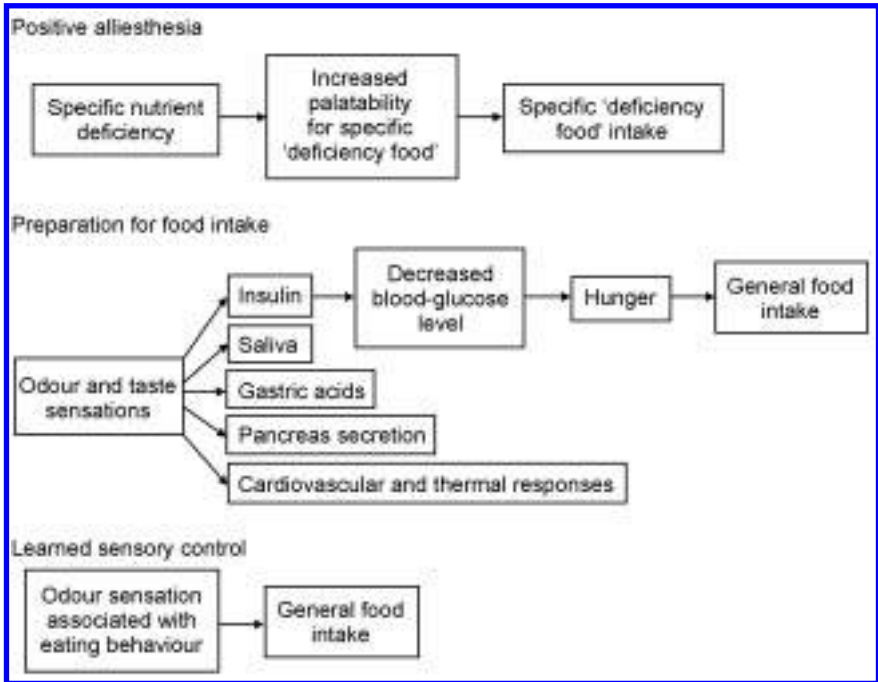 Positive alliesthesia
Specific nutrient
deficiency
Increased
palatability
for specific
'deficiency food'
Specific 'deficiency
food' intake
Preparation for food intake
Odour and taste
sensations
Insulin
Decreased
blood-glucose
level
Hunger
General food
intake
Saliva
Gastric acids
Pancreas secretion
Cardiovascular and thermal responses
Learned sensory control
Odour sensation
associated with
eating behaviour
General food
intake